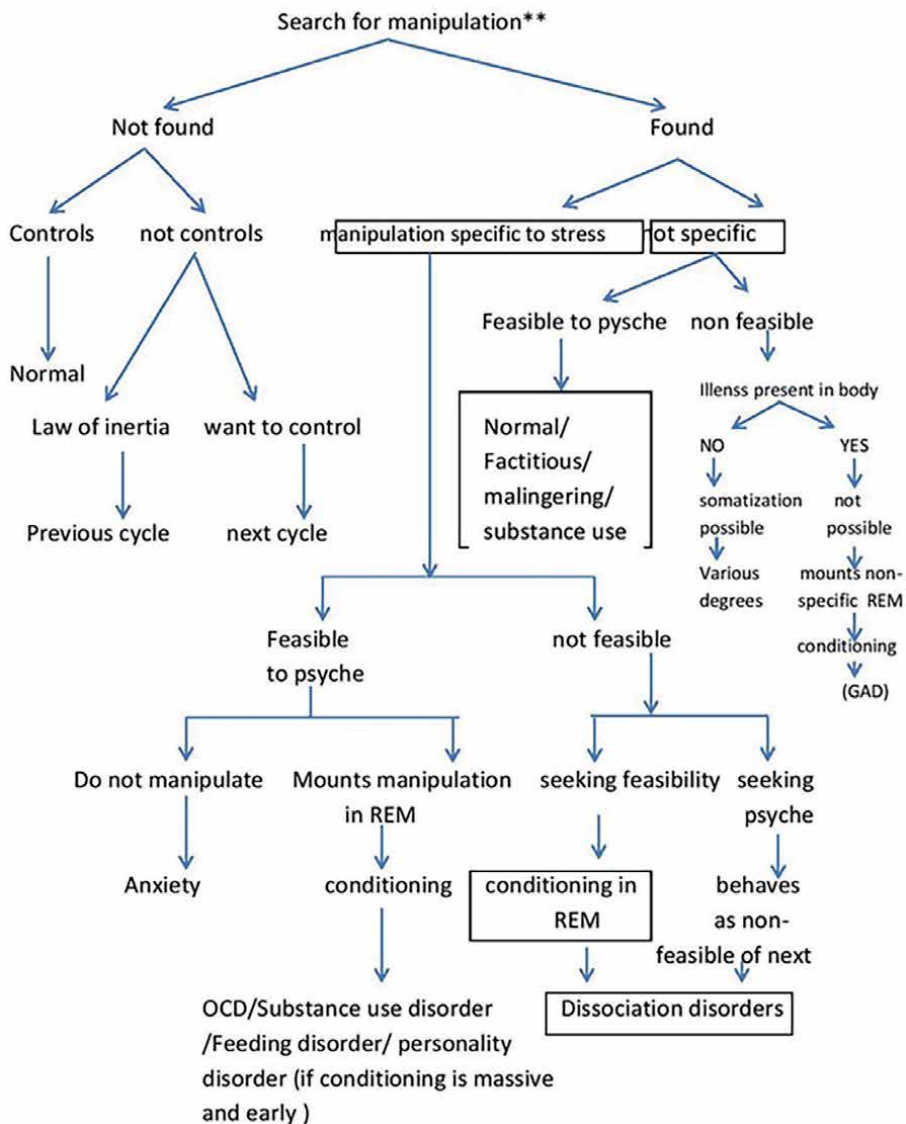 Search for manipulation**
Not found
Found
Controls
not controls
manipulation specific to stress
not specific
Feasible to pysche
non feasible
Normal
Illenss present in body
Law of inertia
want to control
Normal/
Factitious/
malingering/
substance use
NO
YES
somatization
possible
not
possible
Previous cycle
next cycle
Various
degrees
mounts non-
specific REM
conditioning
(GAD)
Feasible
to psyche
not feasible
Do not manipulate
Mounts manipulation
in REM
seeking feasibility
seeking
psyche
Anxiety
conditioning
conditioning in
REM
behaves
as non-
feasible of next
OCD/Substance use disorder
/Feeding disorder/ personality
disorder (if conditioning is massive
and early )
Dissociation disorders